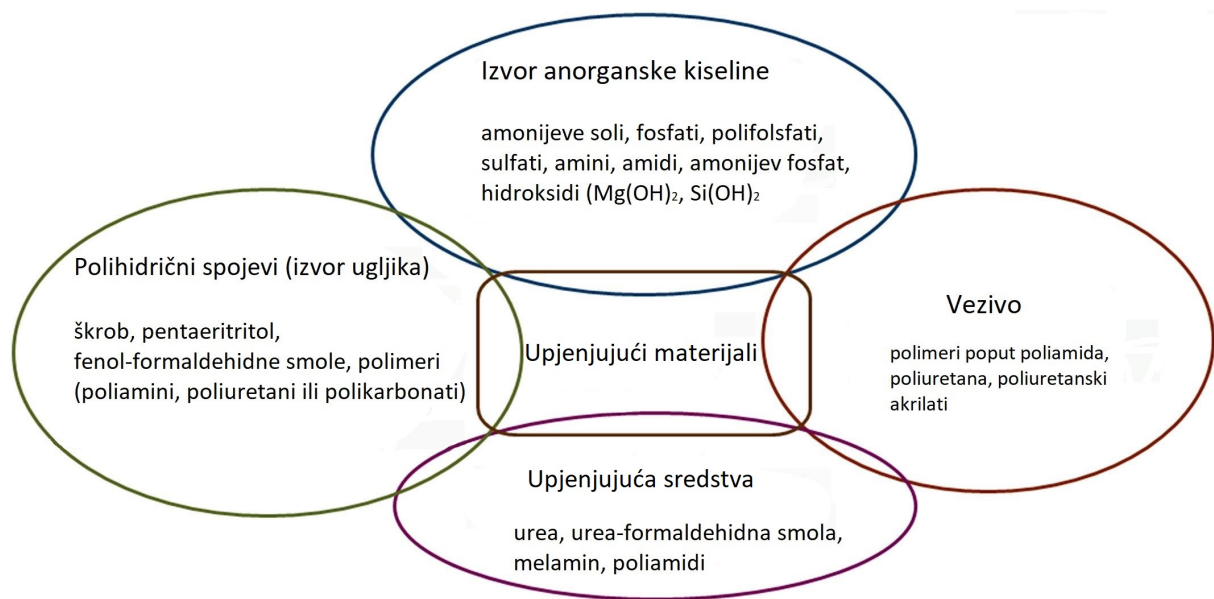 Izvor anorganske kiseline
amonijeve soli, fosfati, polifolsfati,
sulfati, amini, amidi, amonijev fosfat,
hidroksidi (Mg(OH)₂, Si(OH)₂
Polihidrični spojevi (izvor ugljika)
škrob, pentaeritritol,
fenol-formaldehidne smole, polimeri
(poliamini, poliuretani ili polikarbonati)
Upjenjujući materijali
Vezivo
polimeri poput poliamida,
poliuretana, poliuretanski
akrilati
Upjenjujuća sredstva
urea, urea-formaldehidna smola,
melamin, poliamidi